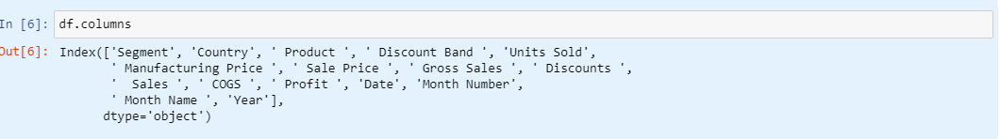 In [6]: df.columns
Out[6]: Index(['Segment', 'Country', ' Product ', ' Discount Band ', 'Units Sold',
       ' Manufacturing Price ', ' Sale Price ', ' Gross Sales ', ' Discounts ',
       '  Sales ', ' COGS ', ' Profit ', 'Date', 'Month Number',
       ' Month Name ', 'Year'],
      dtype='object')